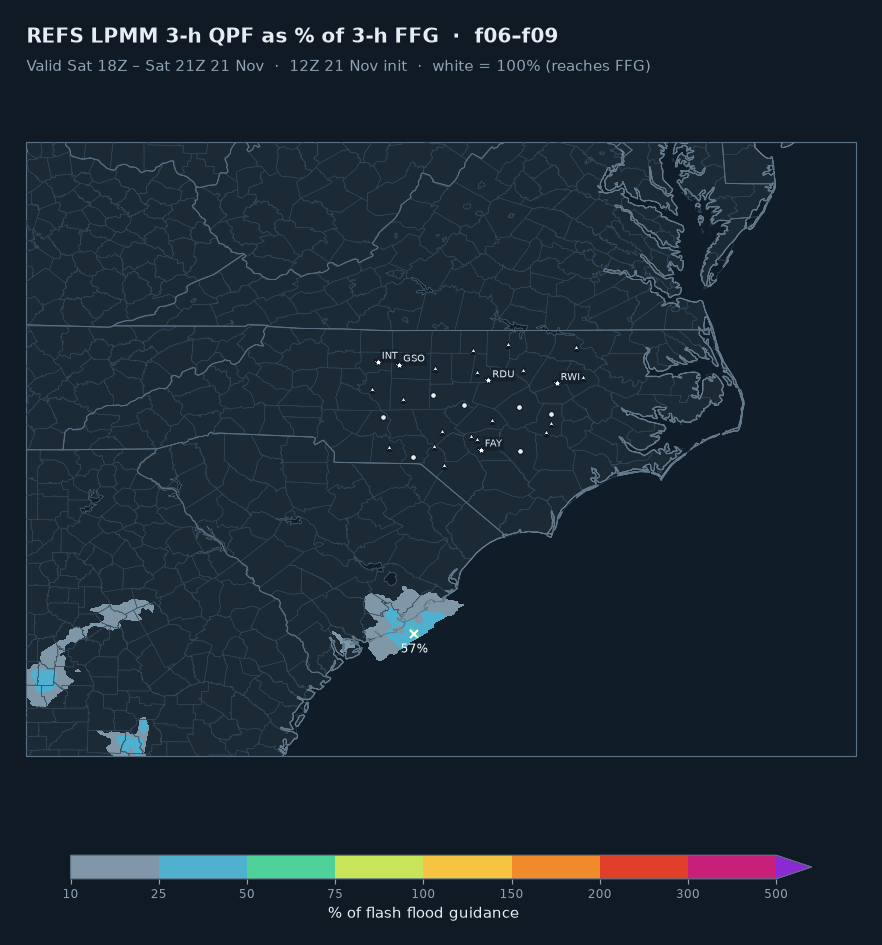 REFS LPMM 3-h QPF as % of 3-h FFG · f06–f09
Valid Sat 18Z – Sat 21Z 21 Nov · 12Z 21 Nov init · white = 100% (reaches FFG)
INT
GSO
RDU
RWI
FAY
57%
10 25 50 75 100 150 200 300 500
% of flash flood guidance